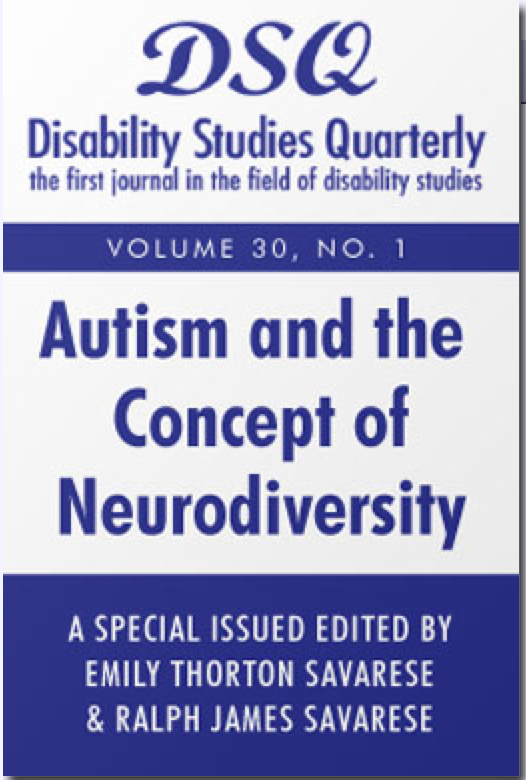 DSQ
Disability Studies Quarterly
the first journal in the field of disability studies
VOLUME 30, NO. 1
Autism and the
Concept of
Neurodiversity
A SPECIAL ISSUED EDITED BY
EMILY THORTON SAVARESE
& RALPH JAMES SAVARESE